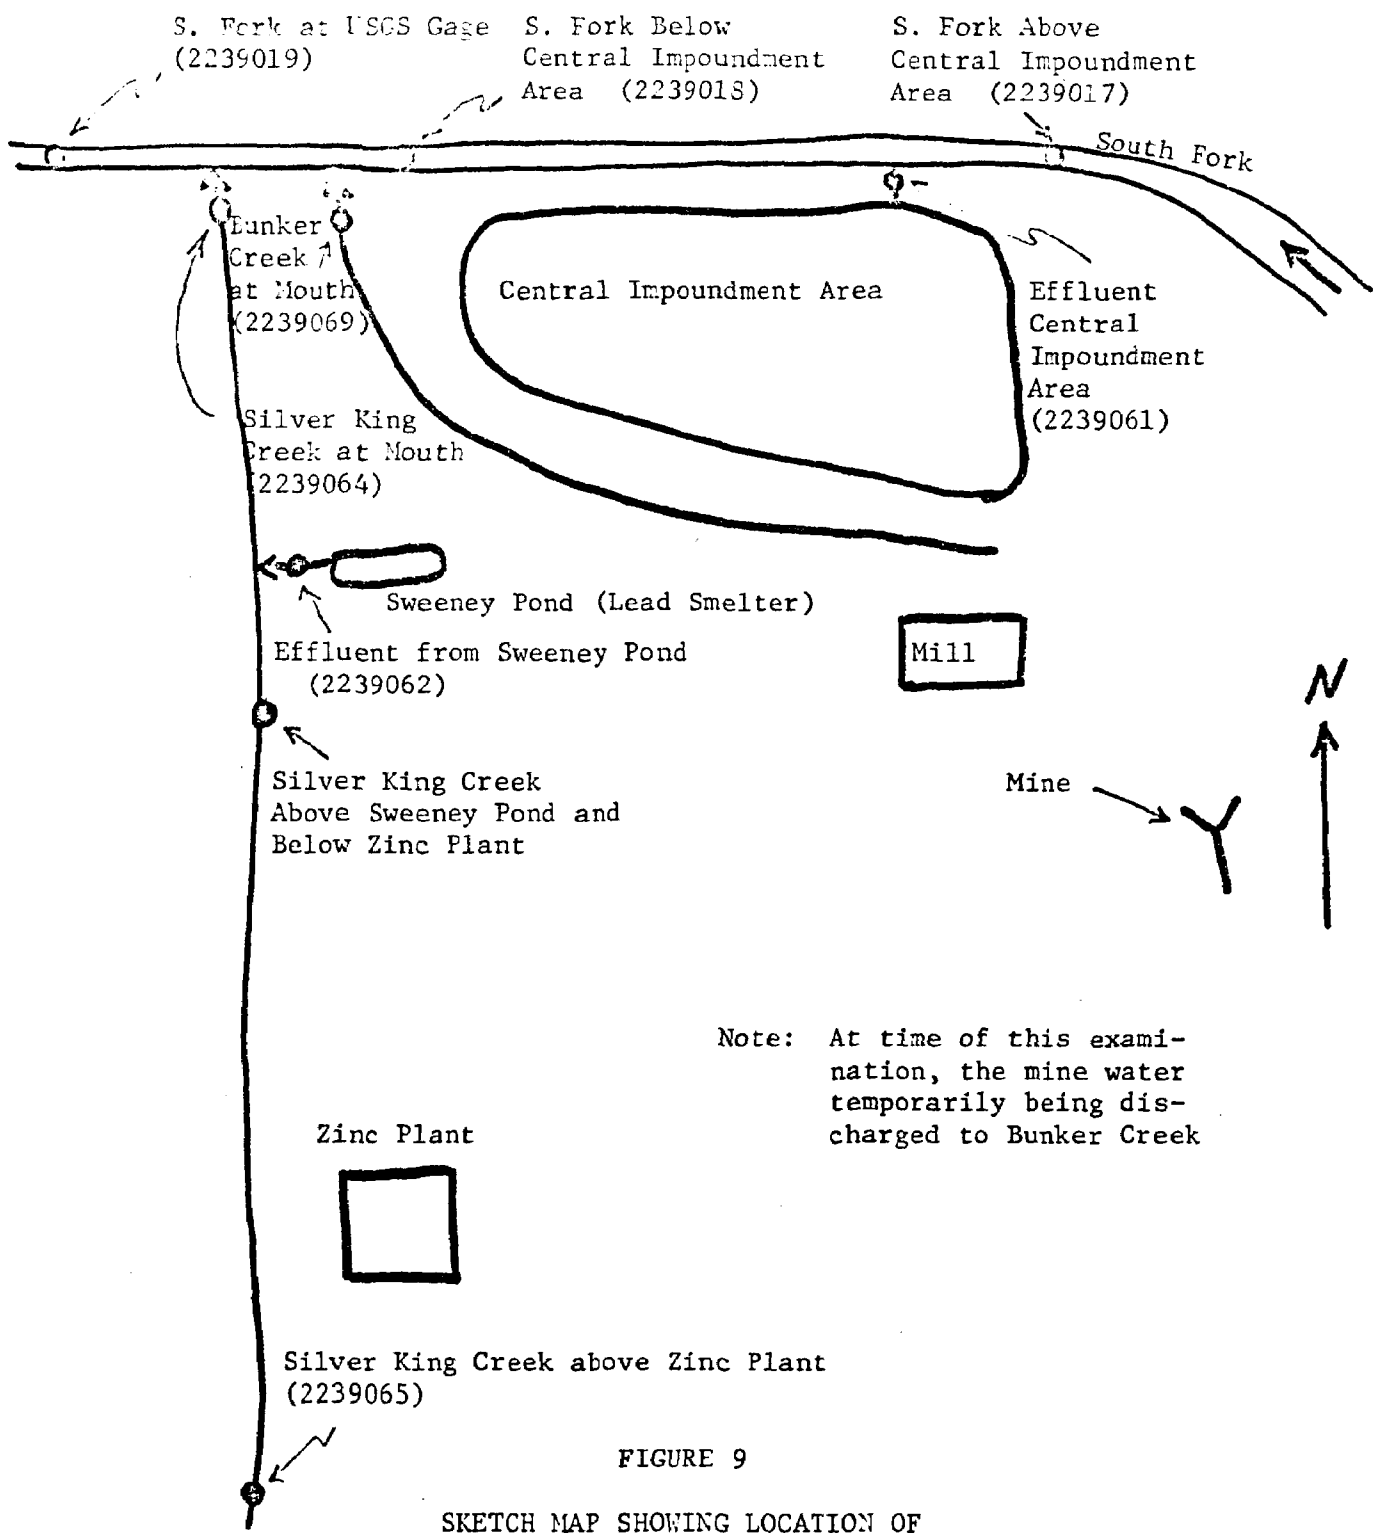 S. Fork at USGS Gage
(2239019)
S. Fork Below
Central Impoundment
Area (2239018)
S. Fork Above
Central Impoundment
Area (2239017)
South Fork
Bunker
Creek
at Mouth
(2239069)
Central Impoundment Area
Effluent
Central
Impoundment
Area
(2239061)
Silver King
Creek at Mouth
(2239064)
Sweeney Pond (Lead Smelter)
Effluent from Sweeney Pond
(2239062)
Mill
N
Silver King Creek
Above Sweeney Pond and
Below Zinc Plant
Mine
Note: At time of this exami-
nation, the mine water
temporarily being dis-
charged to Bunker Creek
Zinc Plant
Silver King Creek above Zinc Plant
(2239065)
FIGURE 9
SKETCH MAP SHOWING LOCATION OF